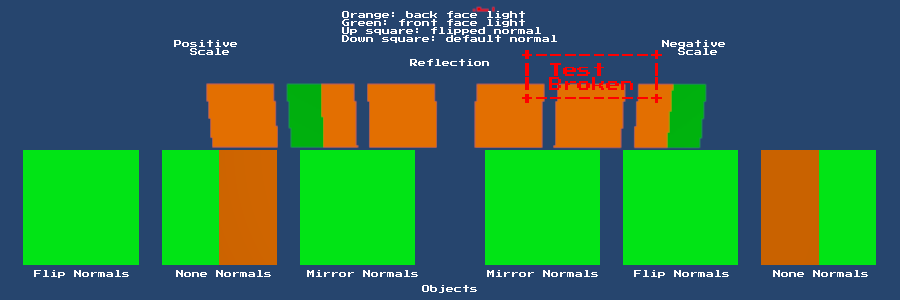 Orange: back face light
Green: front face light
Up square: flipped normal
Down square: default normal
Positive
Scale
Negative
Scale
Reflection
Test
Broken
Flip Normals
None Normals
Mirror Normals
Mirror Normals
Flip Normals
None Normals
Objects